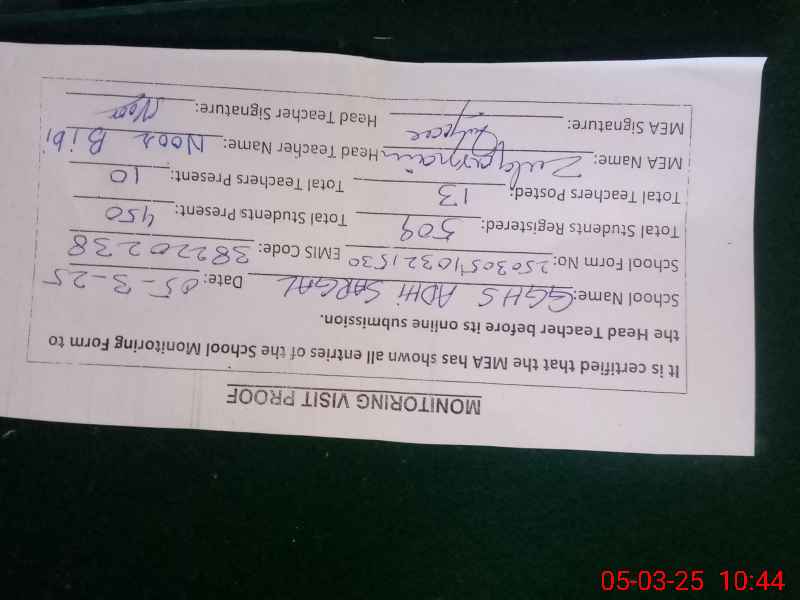 MONITORING VISIT PROOF
It is certified that the MEA has shown all entries of the School Monitoring Form to
the Head Teacher before its online submission.
School Name: GGHS ADHI SARGAL Date: 05-3-25
School Form No: 25030510321530 EMIS Code: 38220238
Total Students Registered: 509 Total Students Present: 450
Total Teachers Posted: 13 Total Teachers Present: 10
MEA Name: Zulqarnain Head Teacher Name: Noor Bibi
MEA Signature: Head Teacher Signature: Noor
05-03-25 10:44